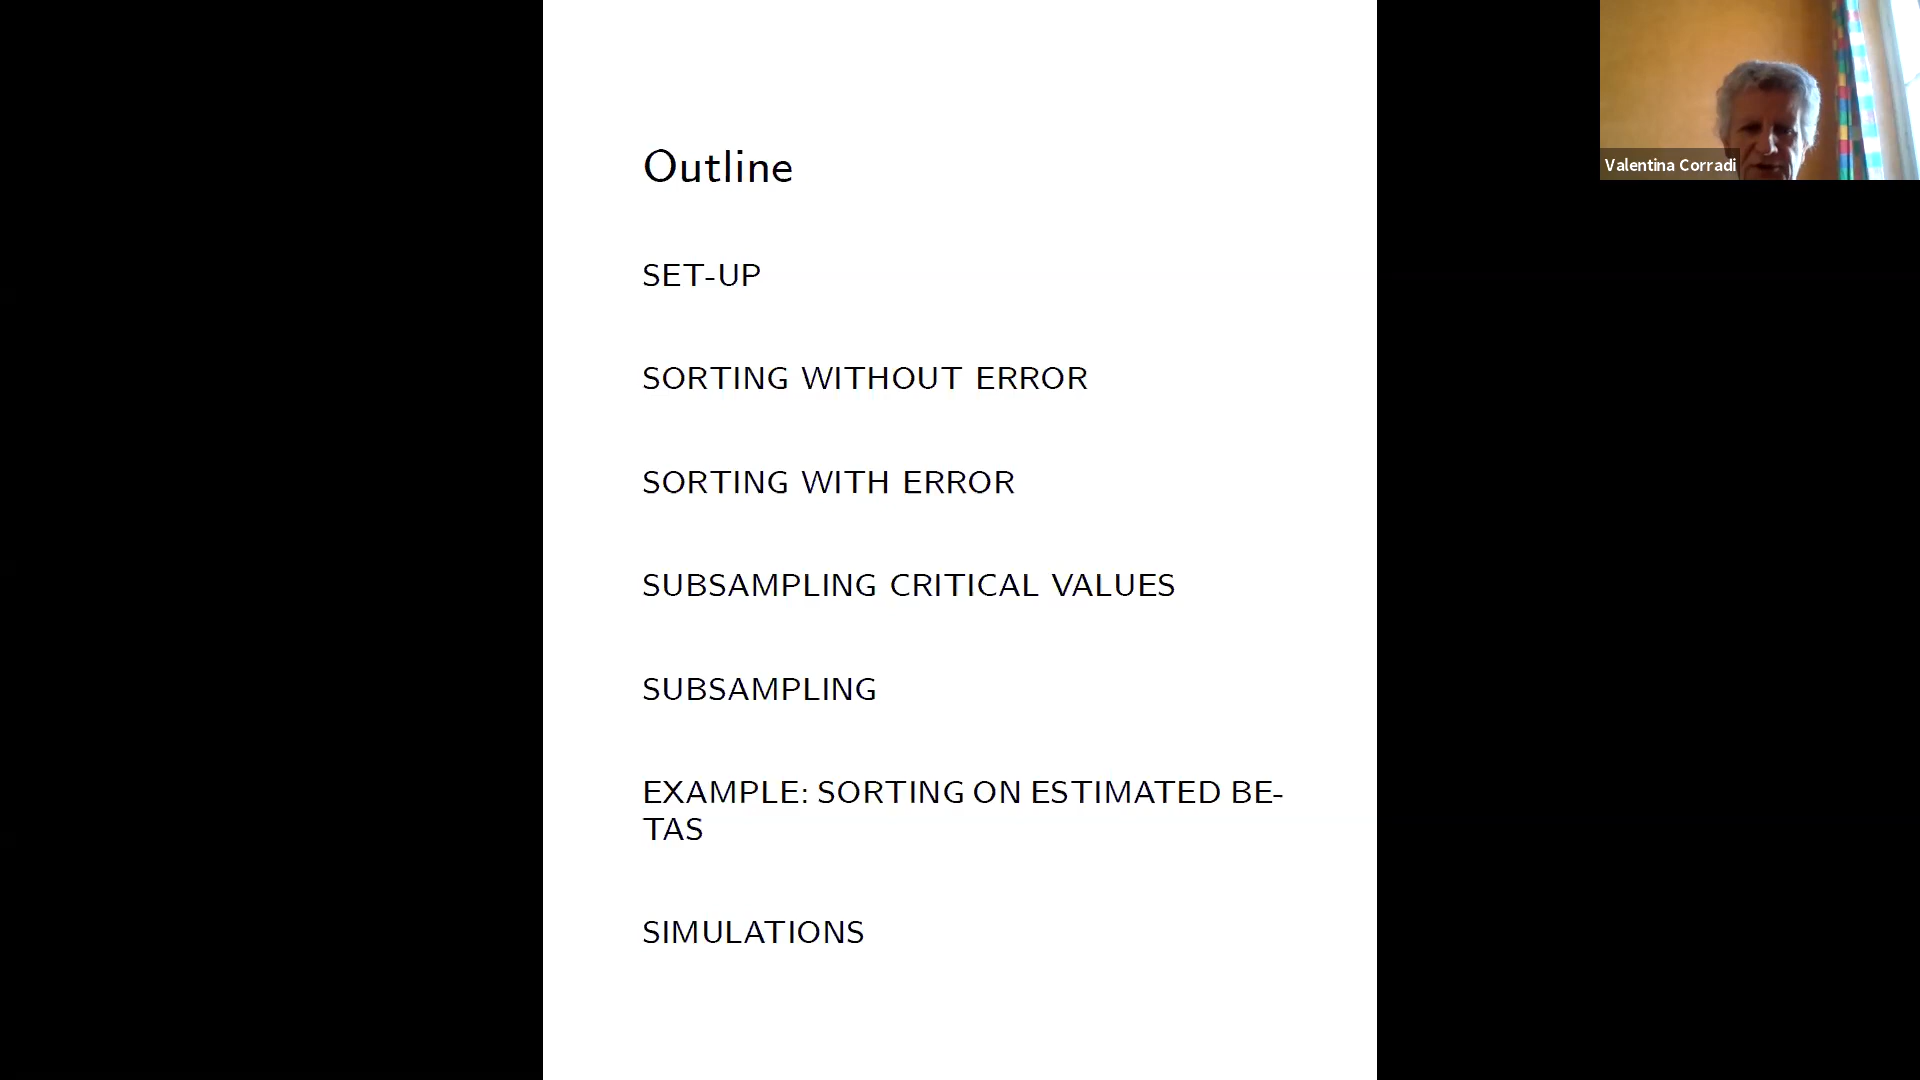 Outline
SET-UP
SORTING WITHOUT ERROR
SORTING WITH ERROR
SUBSAMPLING CRITICAL VALUES
SUBSAMPLING
EXAMPLE: SORTING ON ESTIMATED BE-
TAS
SIMULATIONS
Valentina Corradi